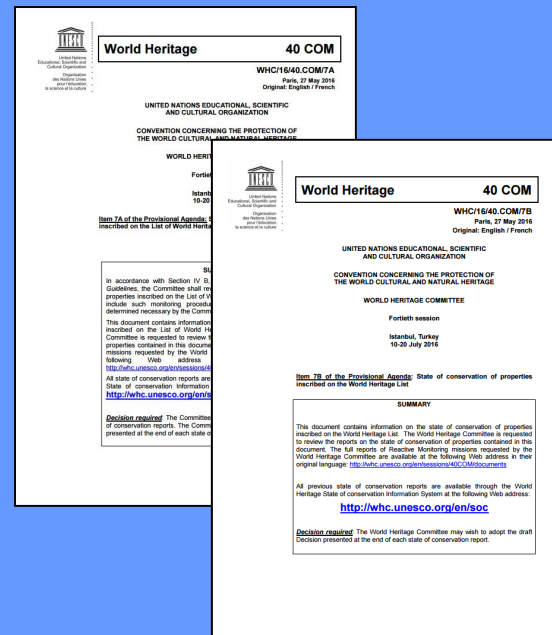 United Nations
Educational, Scientific and
Cultural Organization
Organisation
des Nations Unies
pour l'éducation,
la science et la culture
World Heritage 40 COM
WHC/16/40.COM/7A
Paris, 27 May 2016
Original: English / French
UNITED NATIONS EDUCATIONAL, SCIENTIFIC
AND CULTURAL ORGANIZATION
CONVENTION CONCERNING THE PROTECTION OF
THE WORLD CULTURAL AND NATURAL HERITAGE
WORLD
Istanb
10-20
Item 7A of the Provisional Agenda:
inscribed on the List of World
In accordance with Section IV B,
Guidelines, the Committee shall
properties inscribed on the List of
include such monitoring
determined necessary by the
This document contains information
inscribed on the List of World
Committee is requested to review
properties contained in this
missions requested by the World
following Web address
http://whc.unesco.org/en/sessions/4
All state of conservation reports are
State of Conservation Information
http://whc.unesco.org/en/s
Decision required: The Committee
of conservation reports. The
presented at the end of each state
UNESCO
United Nations
Educational, Scientific and
Cultural Organization
Organisation
des Nations Unies
pour l'éducation,
la science et la culture
World Heritage 40 COM
WHC/16/40.COM/7B
Paris, 27 May 2016
Original: English / French
UNITED NATIONS EDUCATIONAL, SCIENTIFIC
AND CULTURAL ORGANIZATION
CONVENTION CONCERNING THE PROTECTION OF
THE WORLD CULTURAL AND NATURAL HERITAGE
WORLD HERITAGE COMMITTEE
Fortieth session
Istanbul, Turkey
10-20 July 2016
Item 7B of the Provisional Agenda: State of conservation of properties
inscribed on the World Heritage List
SUMMARY
This document contains information on the state of conservation of properties
inscribed on the World Heritage List. The World Heritage Committee is requested
to review the reports on the state of conservation of properties contained in this
document. The full reports of Reactive Monitoring missions requested by the
World Heritage Committee are available at the following Web address in their
original language: http://whc.unesco.org/en/sessions/40COM/documents
All previous state of conservation reports are available through the World
Heritage State of conservation Information System at the following Web address:
http://whc.unesco.org/en/soc
Decision required: The World Heritage Committee may wish to adopt the draft
Decision presented at the end of each state of conservation report.